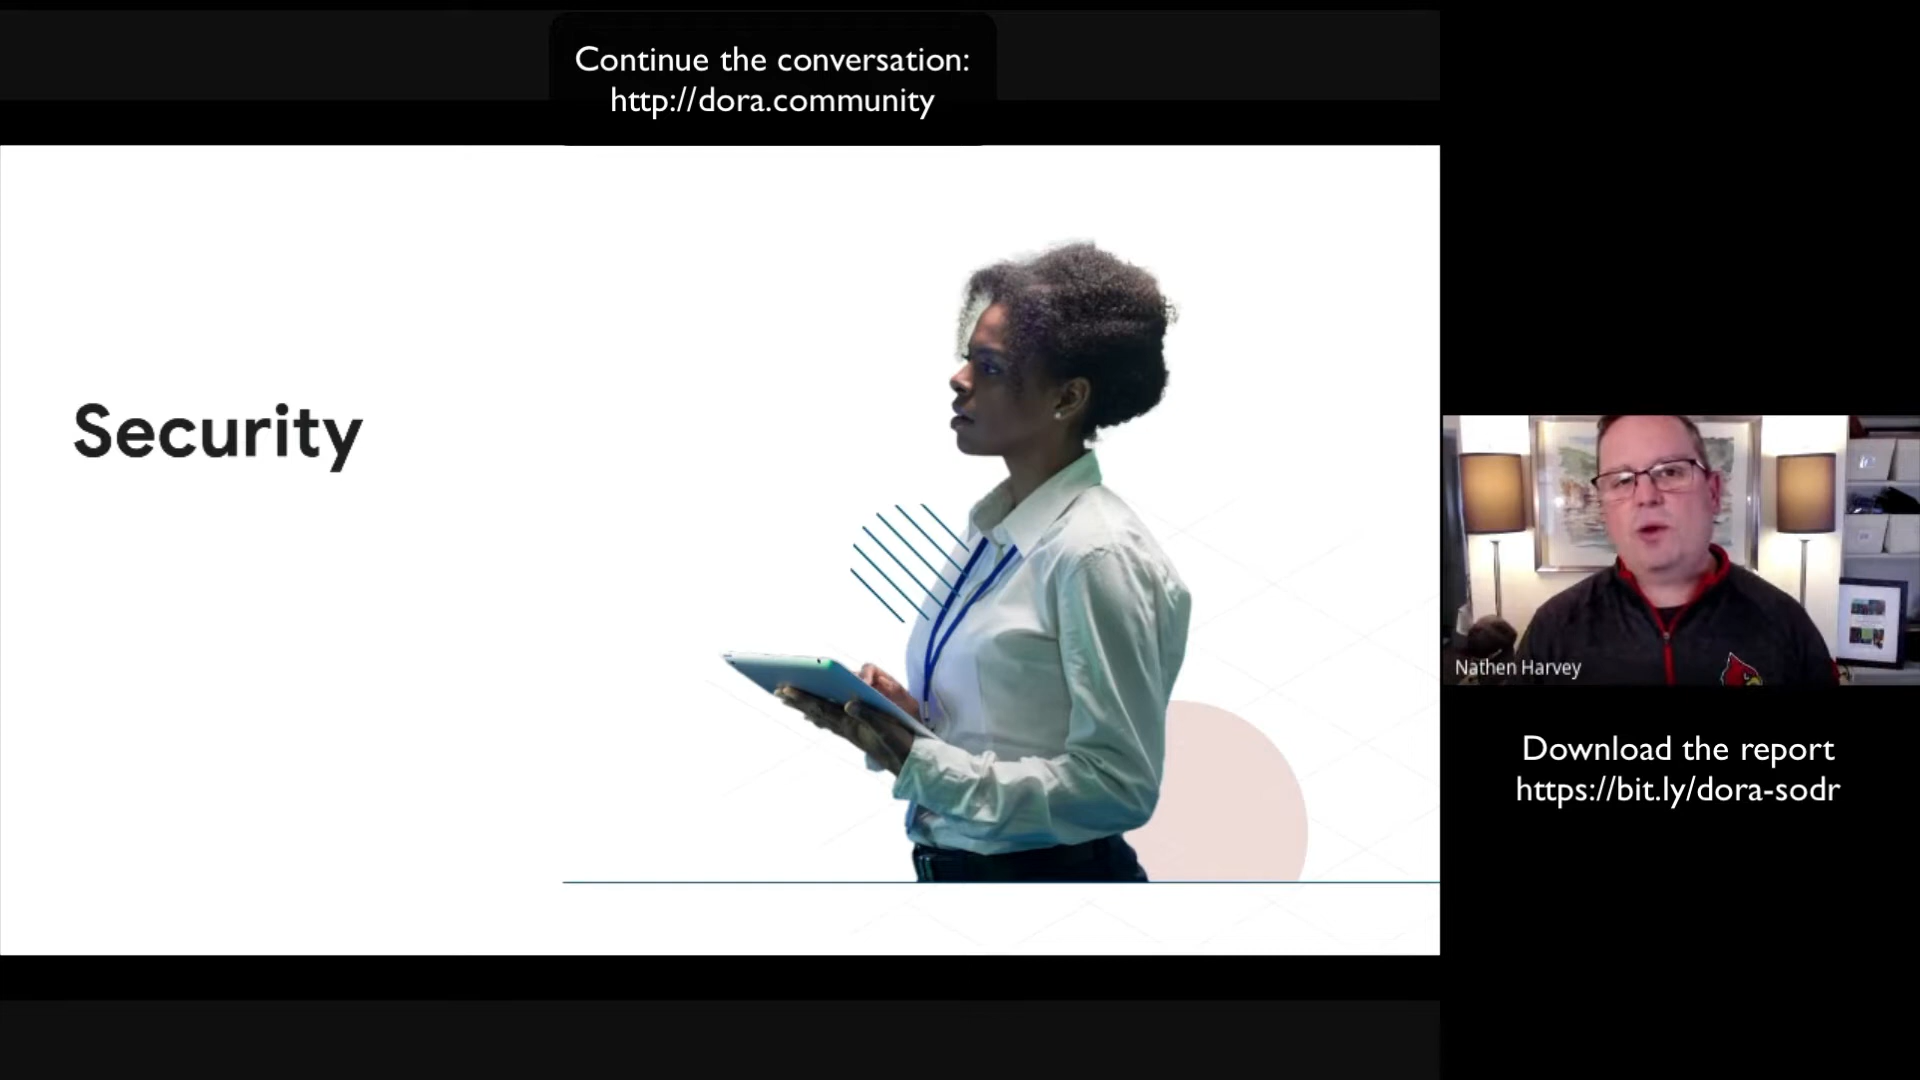 Continue the conversation:
http://dora.community
Security
Nathen Harvey
Download the report
https://bit.ly/dora-sodr